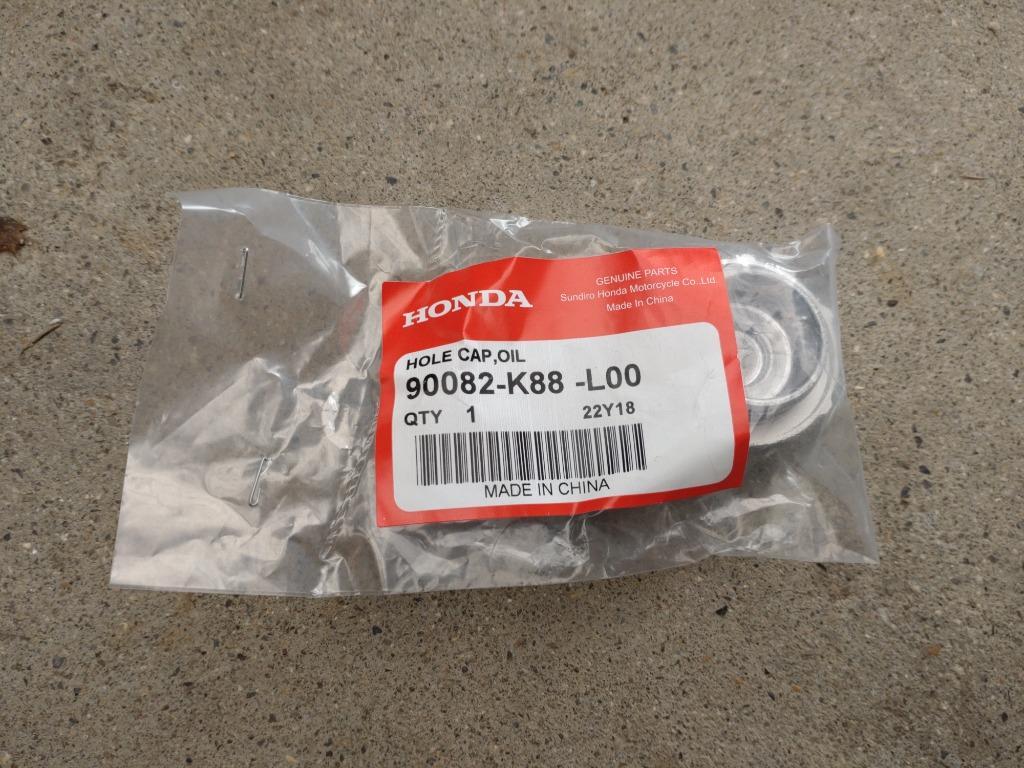 HONDA
GENUINE PARTS
Sundiro Honda Motorcycle Co.,Ltd.
Made In China
HOLE CAP,OIL
90082-K88 -L00
QTY 1 22Y18
MADE IN CHINA